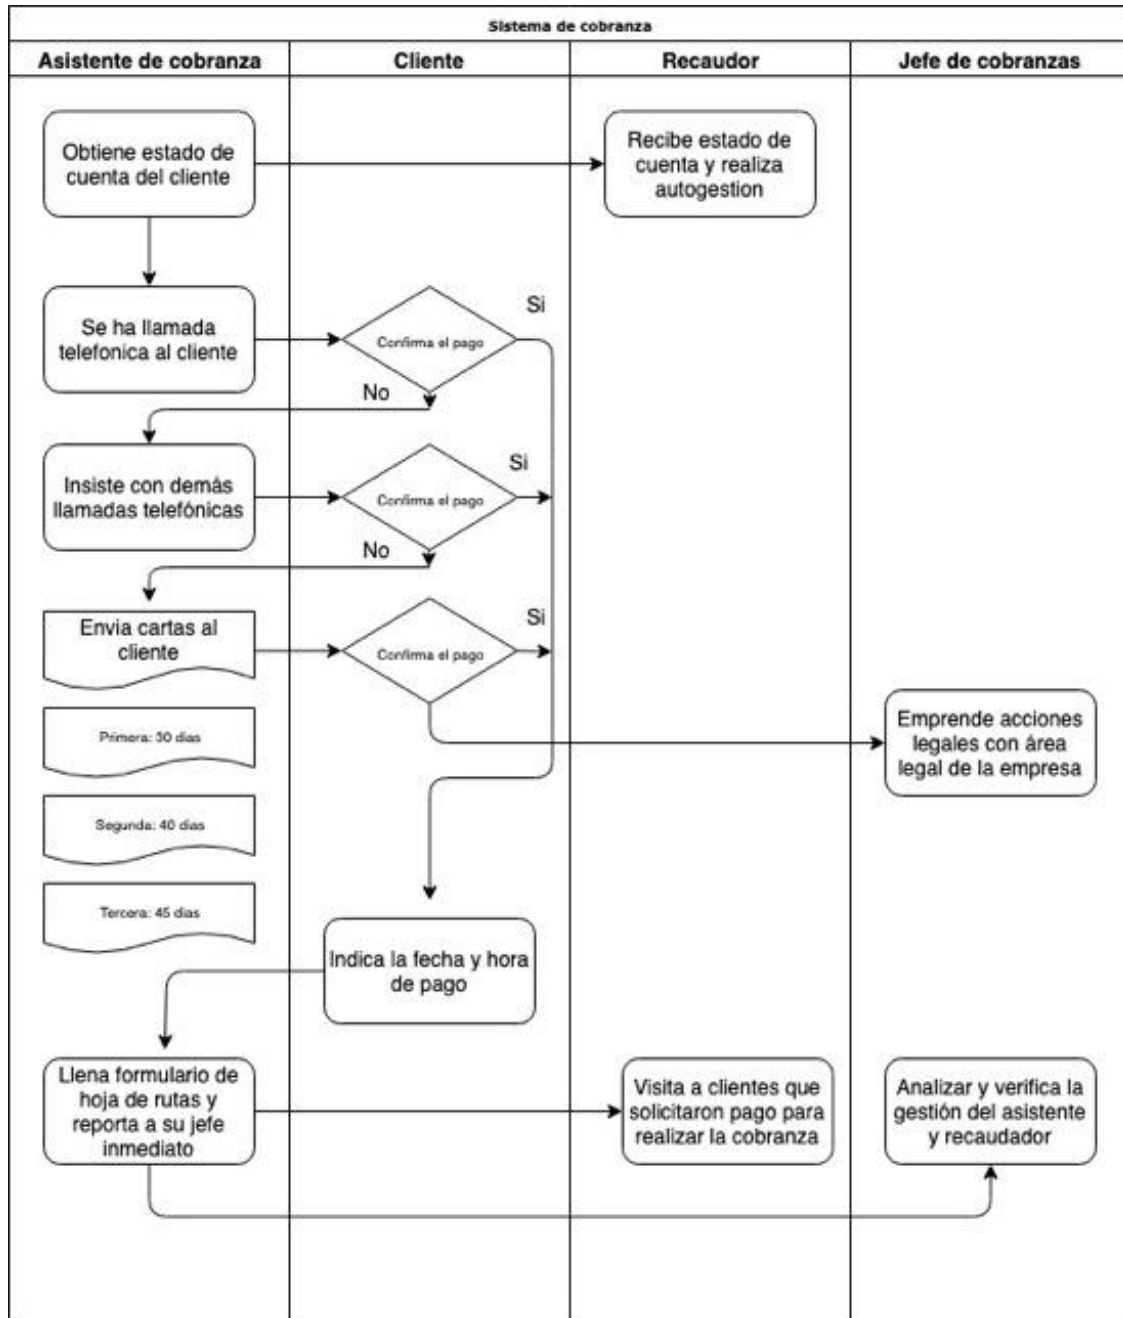 Sistema de cobranza
Asistente de cobranza
Cliente
Recaudor
Jefe de cobranzas
Obtiene estado de
cuenta del cliente
Recibe estado de
cuenta y realiza
autogestion
Se ha llamada
telefonica al cliente
Confirma el pago
Si
No
Insiste con demás
llamadas telefónicas
Confirma el pago
Si
No
Envia cartas al
cliente
Confirma el pago
Si
Primera: 30 dias
Segunda: 40 dias
Tercera: 45 dias
Emprende acciones
legales con área
legal de la empresa
Indica la fecha y hora
de pago
Llena formulario de
hoja de rutas y
reporta a su jefe
inmediato
Visita a clientes que
solicitaron pago para
realizar la cobranza
Analizar y verifica la
gestión del asistente
y recaudador